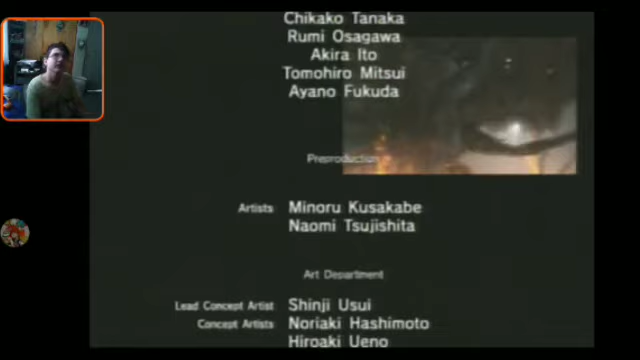 Chikako Tanaka
Rumi Osagawa
Akira Ito
Tomohiro Mitsui
Ayano Fukuda
Preproduction
Artists Minoru Kusakabe
Naomi Tsujishita
Art Department
Lead Concept Artist Shinji Usui
Concept Artists Noriaki Hashimoto
Hiroaki Ueno